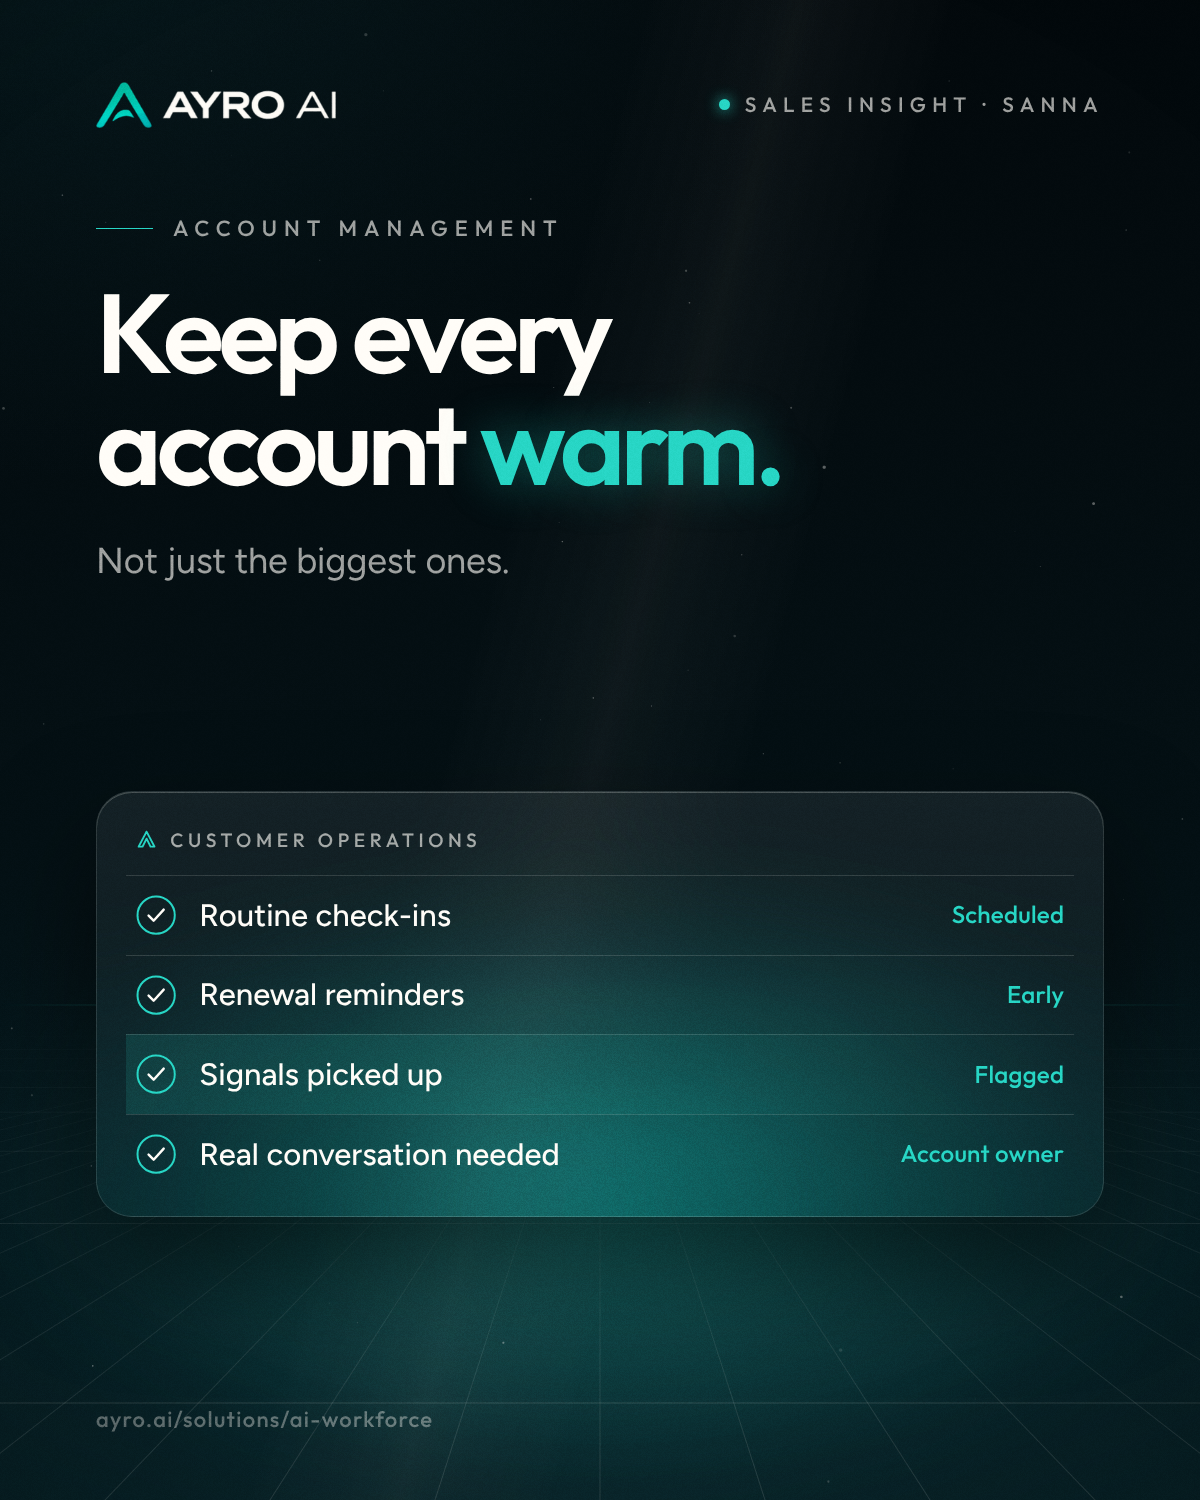 AYRO AI
SALES INSIGHT · SANNA
ACCOUNT MANAGEMENT
Keep every
account warm.
Not just the biggest ones.
CUSTOMER OPERATIONS
Routine check-ins
Scheduled
Renewal reminders
Early
Signals picked up
Flagged
Real conversation needed
Account owner
ayro.ai/solutions/ai-workforce